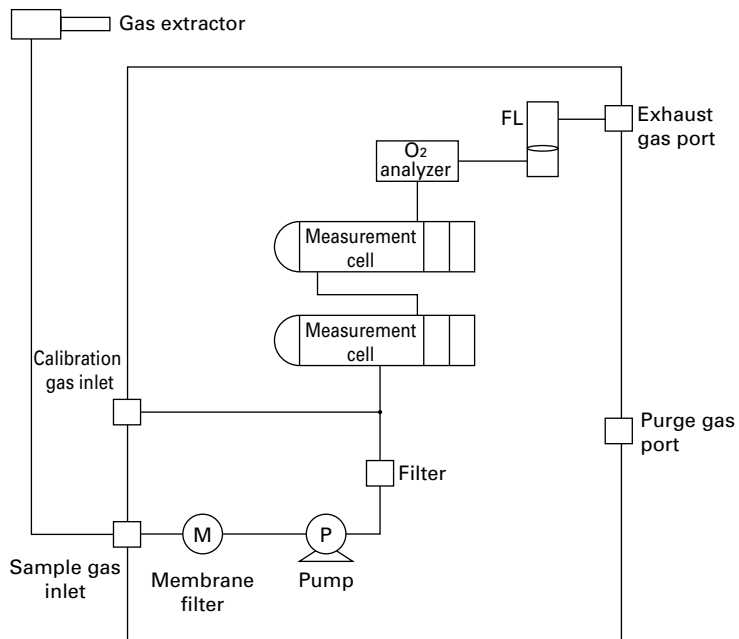 Gas extractor
FL
Exhaust
gas port
O2
analyzer
Measurement
cell
Measurement
cell
Calibration
gas inlet
Purge gas
port
Filter
M
P
Sample gas
inlet
Membrane
filter
Pump